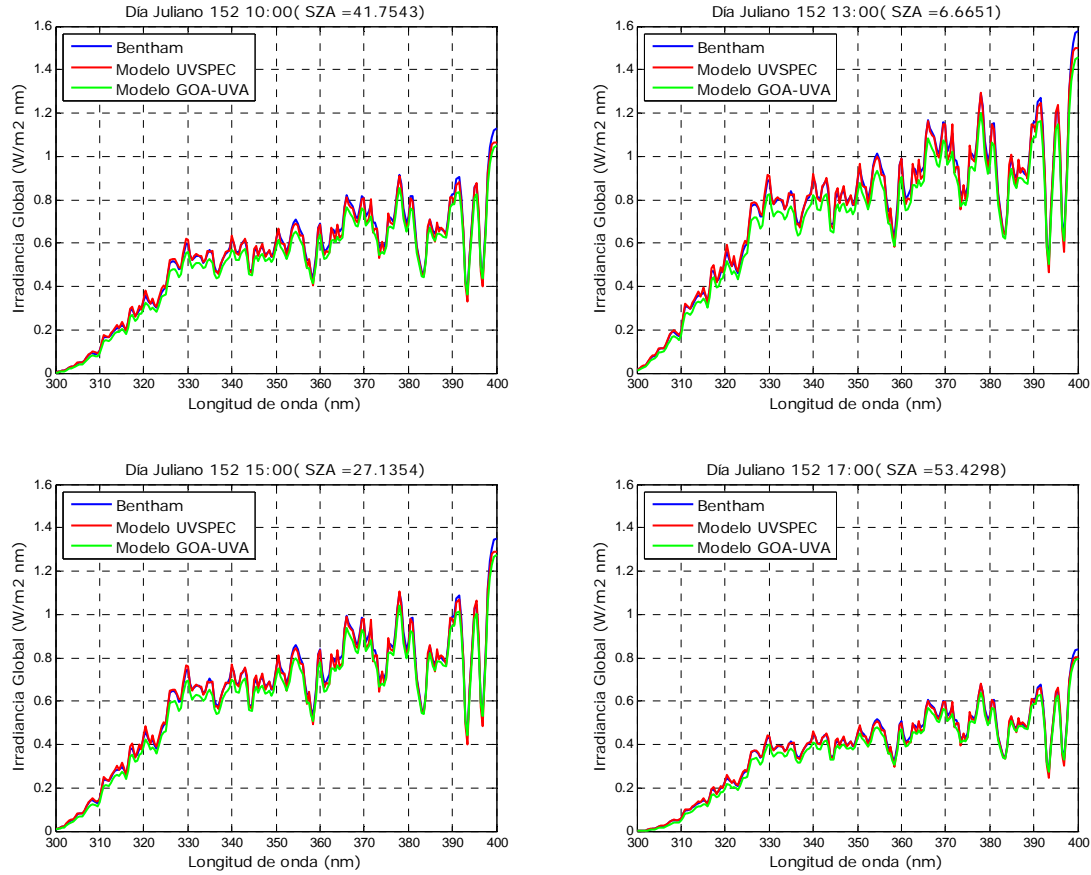 Día Juliano 152 10:00( SZA =41.7543)
Irradiancia Global (W/m2 nm)
1.6
1.4
1.2
1
0.8
0.6
0.4
0.2
0
Bentham
Modelo UVSPEC
Modelo GOA-UVA
300 310 320 330 340 350 360 370 380 390 400
Longitud de onda (nm)
Día Juliano 152 13:00( SZA =6.6651)
Irradiancia Global (W/m2 nm)
1.6
1.4
1.2
1
0.8
0.6
0.4
0.2
0
Bentham
Modelo UVSPEC
Modelo GOA-UVA
300 310 320 330 340 350 360 370 380 390 400
Longitud de onda (nm)
Día Juliano 152 15:00( SZA =27.1354)
Irradiancia Global (W/m2 nm)
1.6
1.4
1.2
1
0.8
0.6
0.4
0.2
0
Bentham
Modelo UVSPEC
Modelo GOA-UVA
300 310 320 330 340 350 360 370 380 390 400
Longitud de onda (nm)
Día Juliano 152 17:00( SZA =53.4298)
Irradiancia Global (W/m2 nm)
1.6
1.4
1.2
1
0.8
0.6
0.4
0.2
0
Bentham
Modelo UVSPEC
Modelo GOA-UVA
300 310 320 330 340 350 360 370 380 390 400
Longitud de onda (nm)